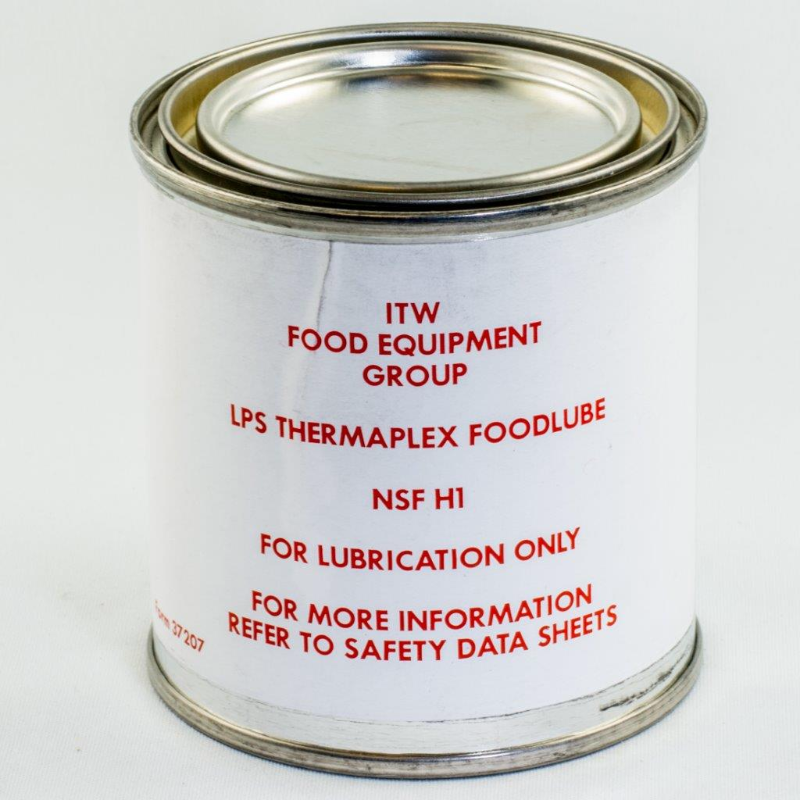 ITW
FOOD EQUIPMENT
GROUP
LPS THERMAPLEX FOODLUBE
NSF H1
FOR LUBRICATION ONLY
FOR MORE INFORMATION
REFER TO SAFETY DATA SHEETS
Form 37207